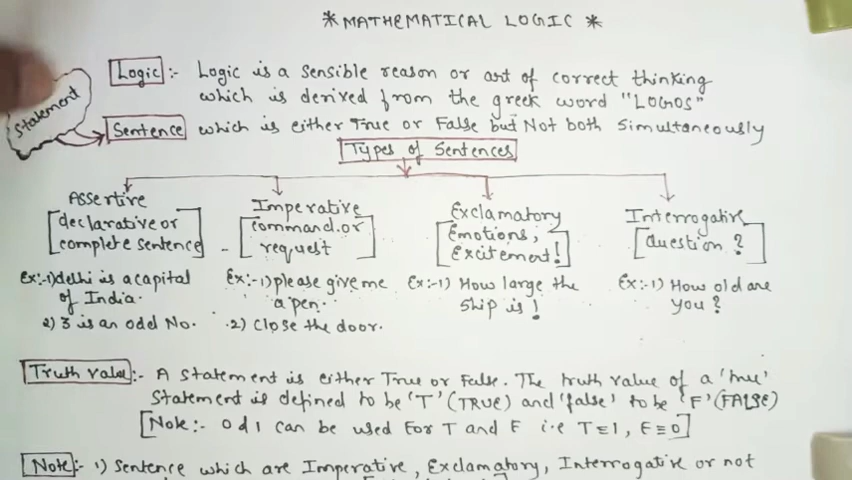 *MATHEMATICAL LOGIC *
Logic :- Logic is a sensible reason or art of correct thinking
which is derived from the greek word "LOGOS"
Statement
Sentence which is either True or False but Not both simultaneously
Types of Sentences
Assertive Imperative Exclamatory Interrogative
[declarative or complete sentence] [command or request] [Emotions, Excitement!] [Question ?]
Ex:-1) delhi is a capital of India. Ex:-1) please give me a pen. Ex:-1) How large the ship is! Ex:-1) How old are you?
2) 3 is an odd No. 2) Close the door.
Truth value :- A Statement is either True or False. The truth value of a 'true'
Statement is defined to be 'T' (TRUE) and 'false' to be 'F' (FALSE)
[Note:- 0 d 1 can be used for T and F i.e T≡1, F≡0]
Note :- 1) Sentence which are Imperative, Exclamatory, Interrogative or not